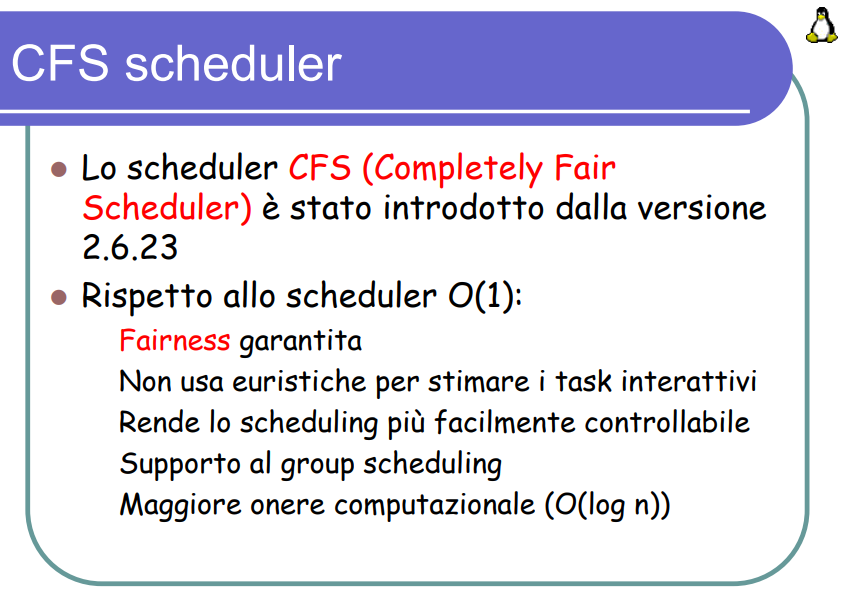 CFS scheduler
Lo scheduler CFS (Completely Fair
Scheduler) è stato introdotto dalla versione
2.6.23
Rispetto allo scheduler O(1):
Fairness garantita
Non usa euristiche per stimare i task interattivi
Rende lo scheduling più facilmente controllabile
Supporto al group scheduling
Maggiore onere computazionale (O(log n))